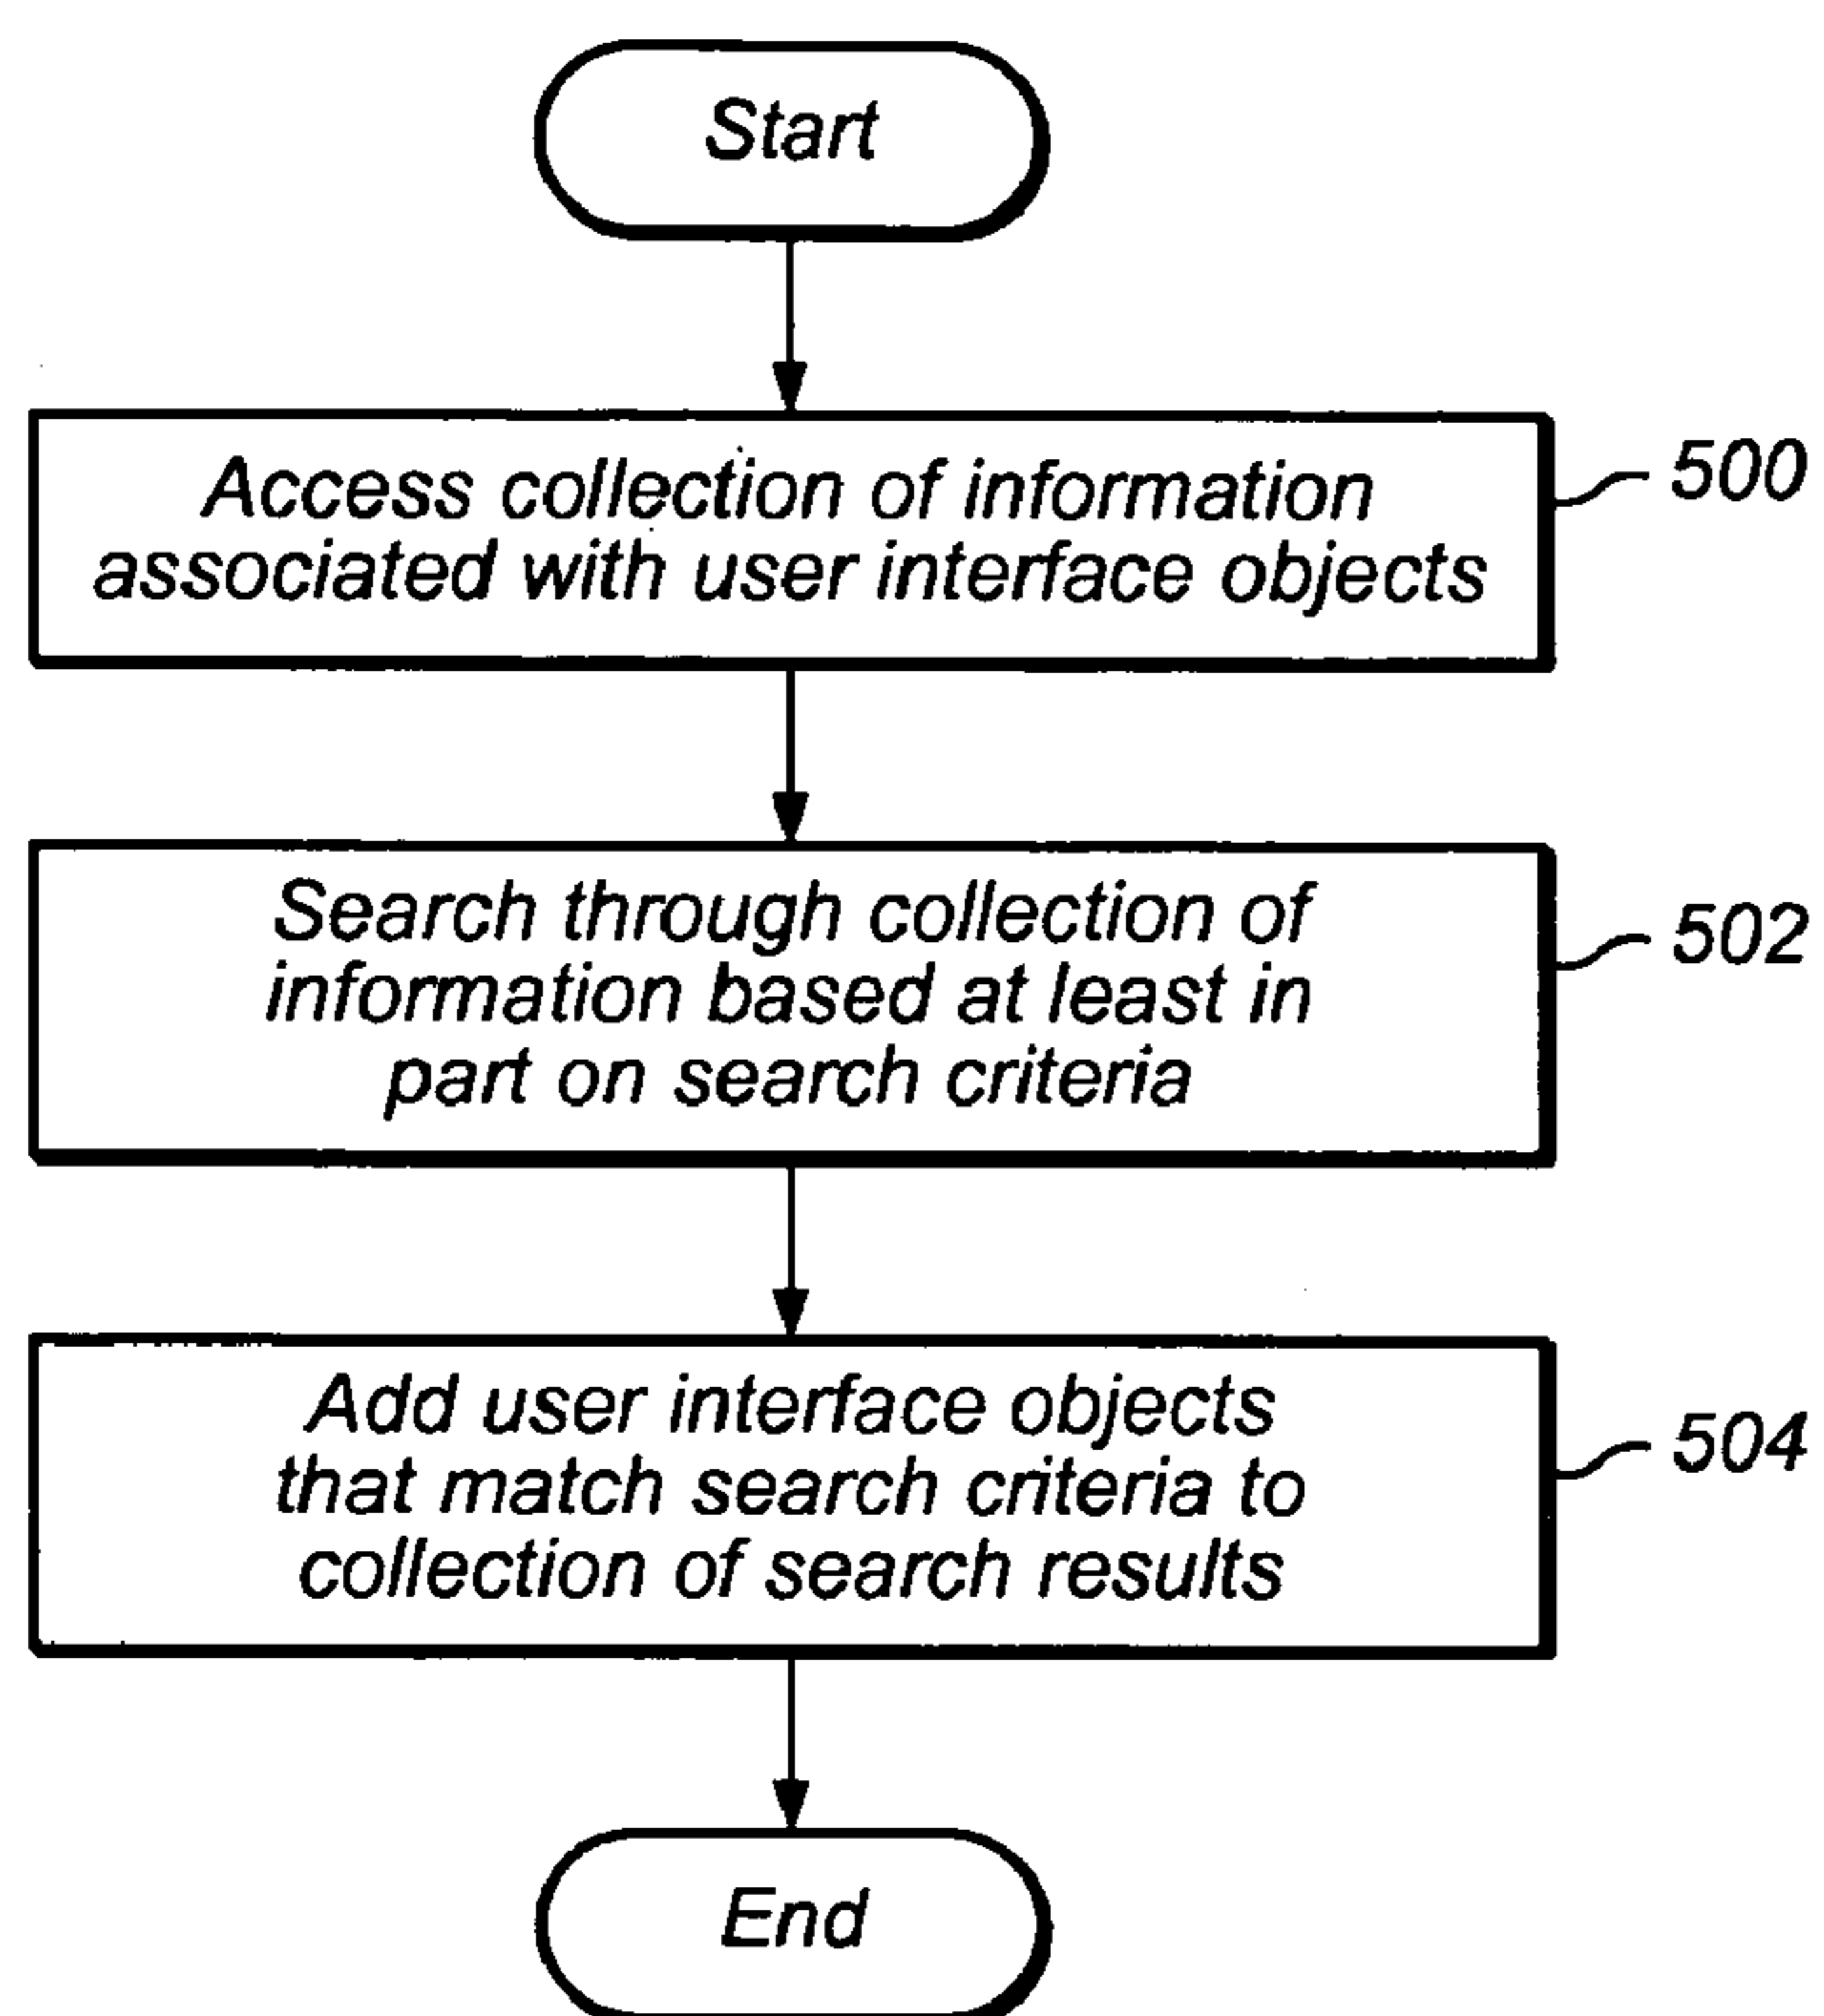 Start
Access collection of information
associated with user interface objects
500
Search through collection of
information based at least in
part on search criteria
502
Add user interface objects
that match search criteria to
collection of search results
504
End